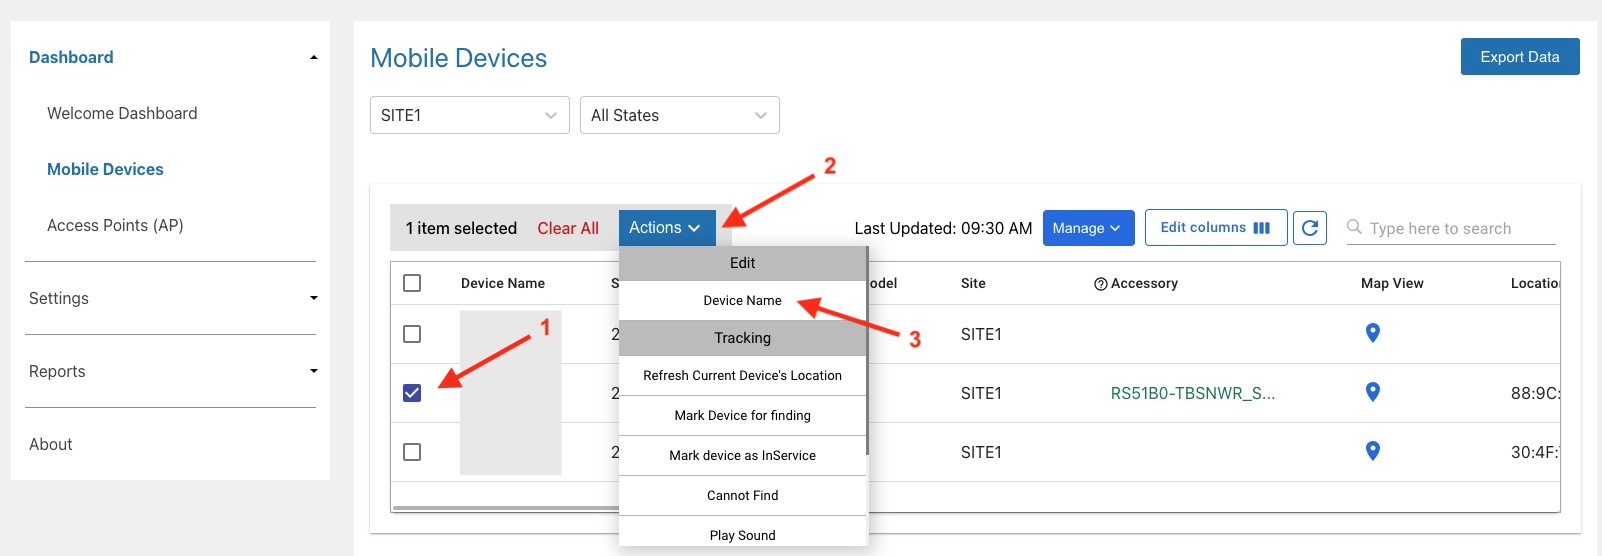 Dashboard
Welcome Dashboard
Mobile Devices
Access Points (AP)
Settings
Reports
About
Mobile Devices
Export Data
SITE1
All States
2
1 item selected
Clear All
Actions
Last Updated: 09:30 AM
Manage
Edit columns
Type here to search
Device Name
S
odel
Site
Accessory
Map View
Locatio
Edit
Device Name
3
Tracking
Refresh Current Device's Location
Mark Device for finding
Mark device as InService
Cannot Find
Play Sound
1
2
SITE1
2
SITE1
RS51B0-TBSNWR_S...
88:9C:
2
SITE1
30:4F: